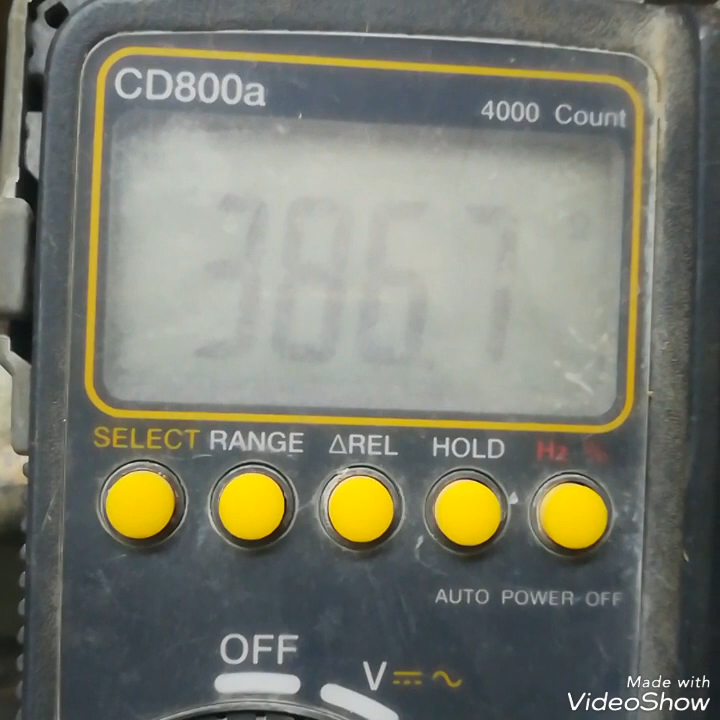 CD800a
4000 Count
3867
SELECT RANGE ΔREL HOLD Hz %
AUTO POWER OFF
OFF
V
Made with
VideoShow